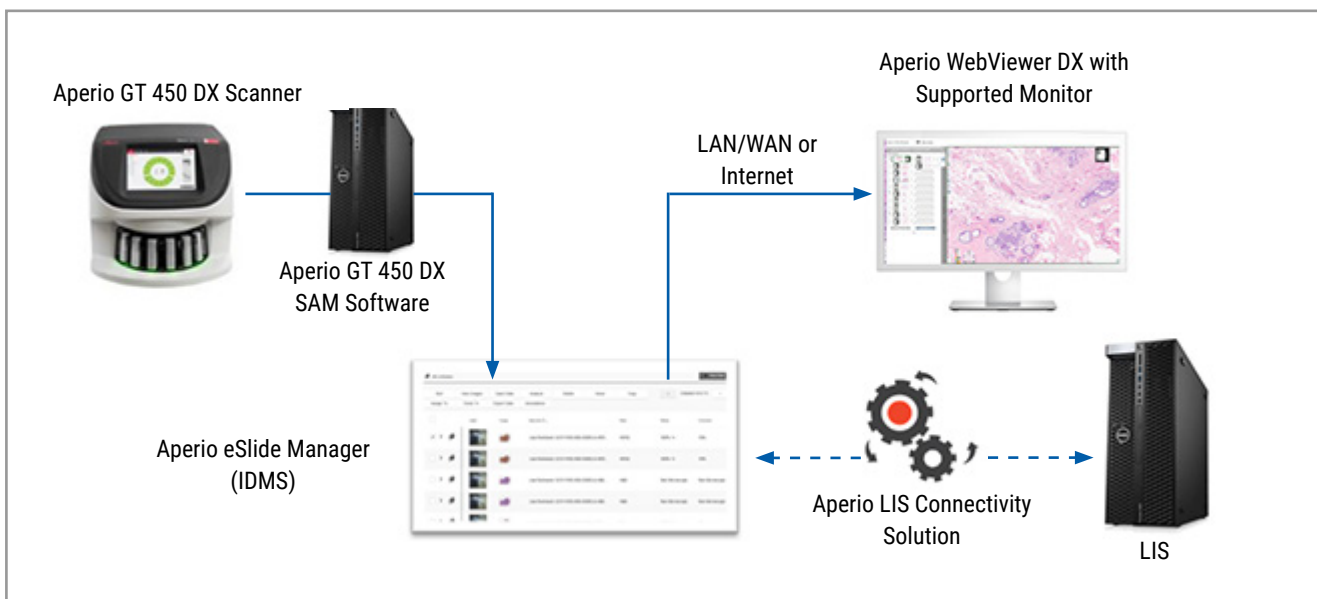 Aperio GT 450 DX Scanner
Aperio GT 450 DX
SAM Software
LAN/WAN or
Internet
Aperio WebViewer DX with
Supported Monitor
Aperio eSlide Manager
(IDMS)
Aperio LIS Connectivity
Solution
LIS